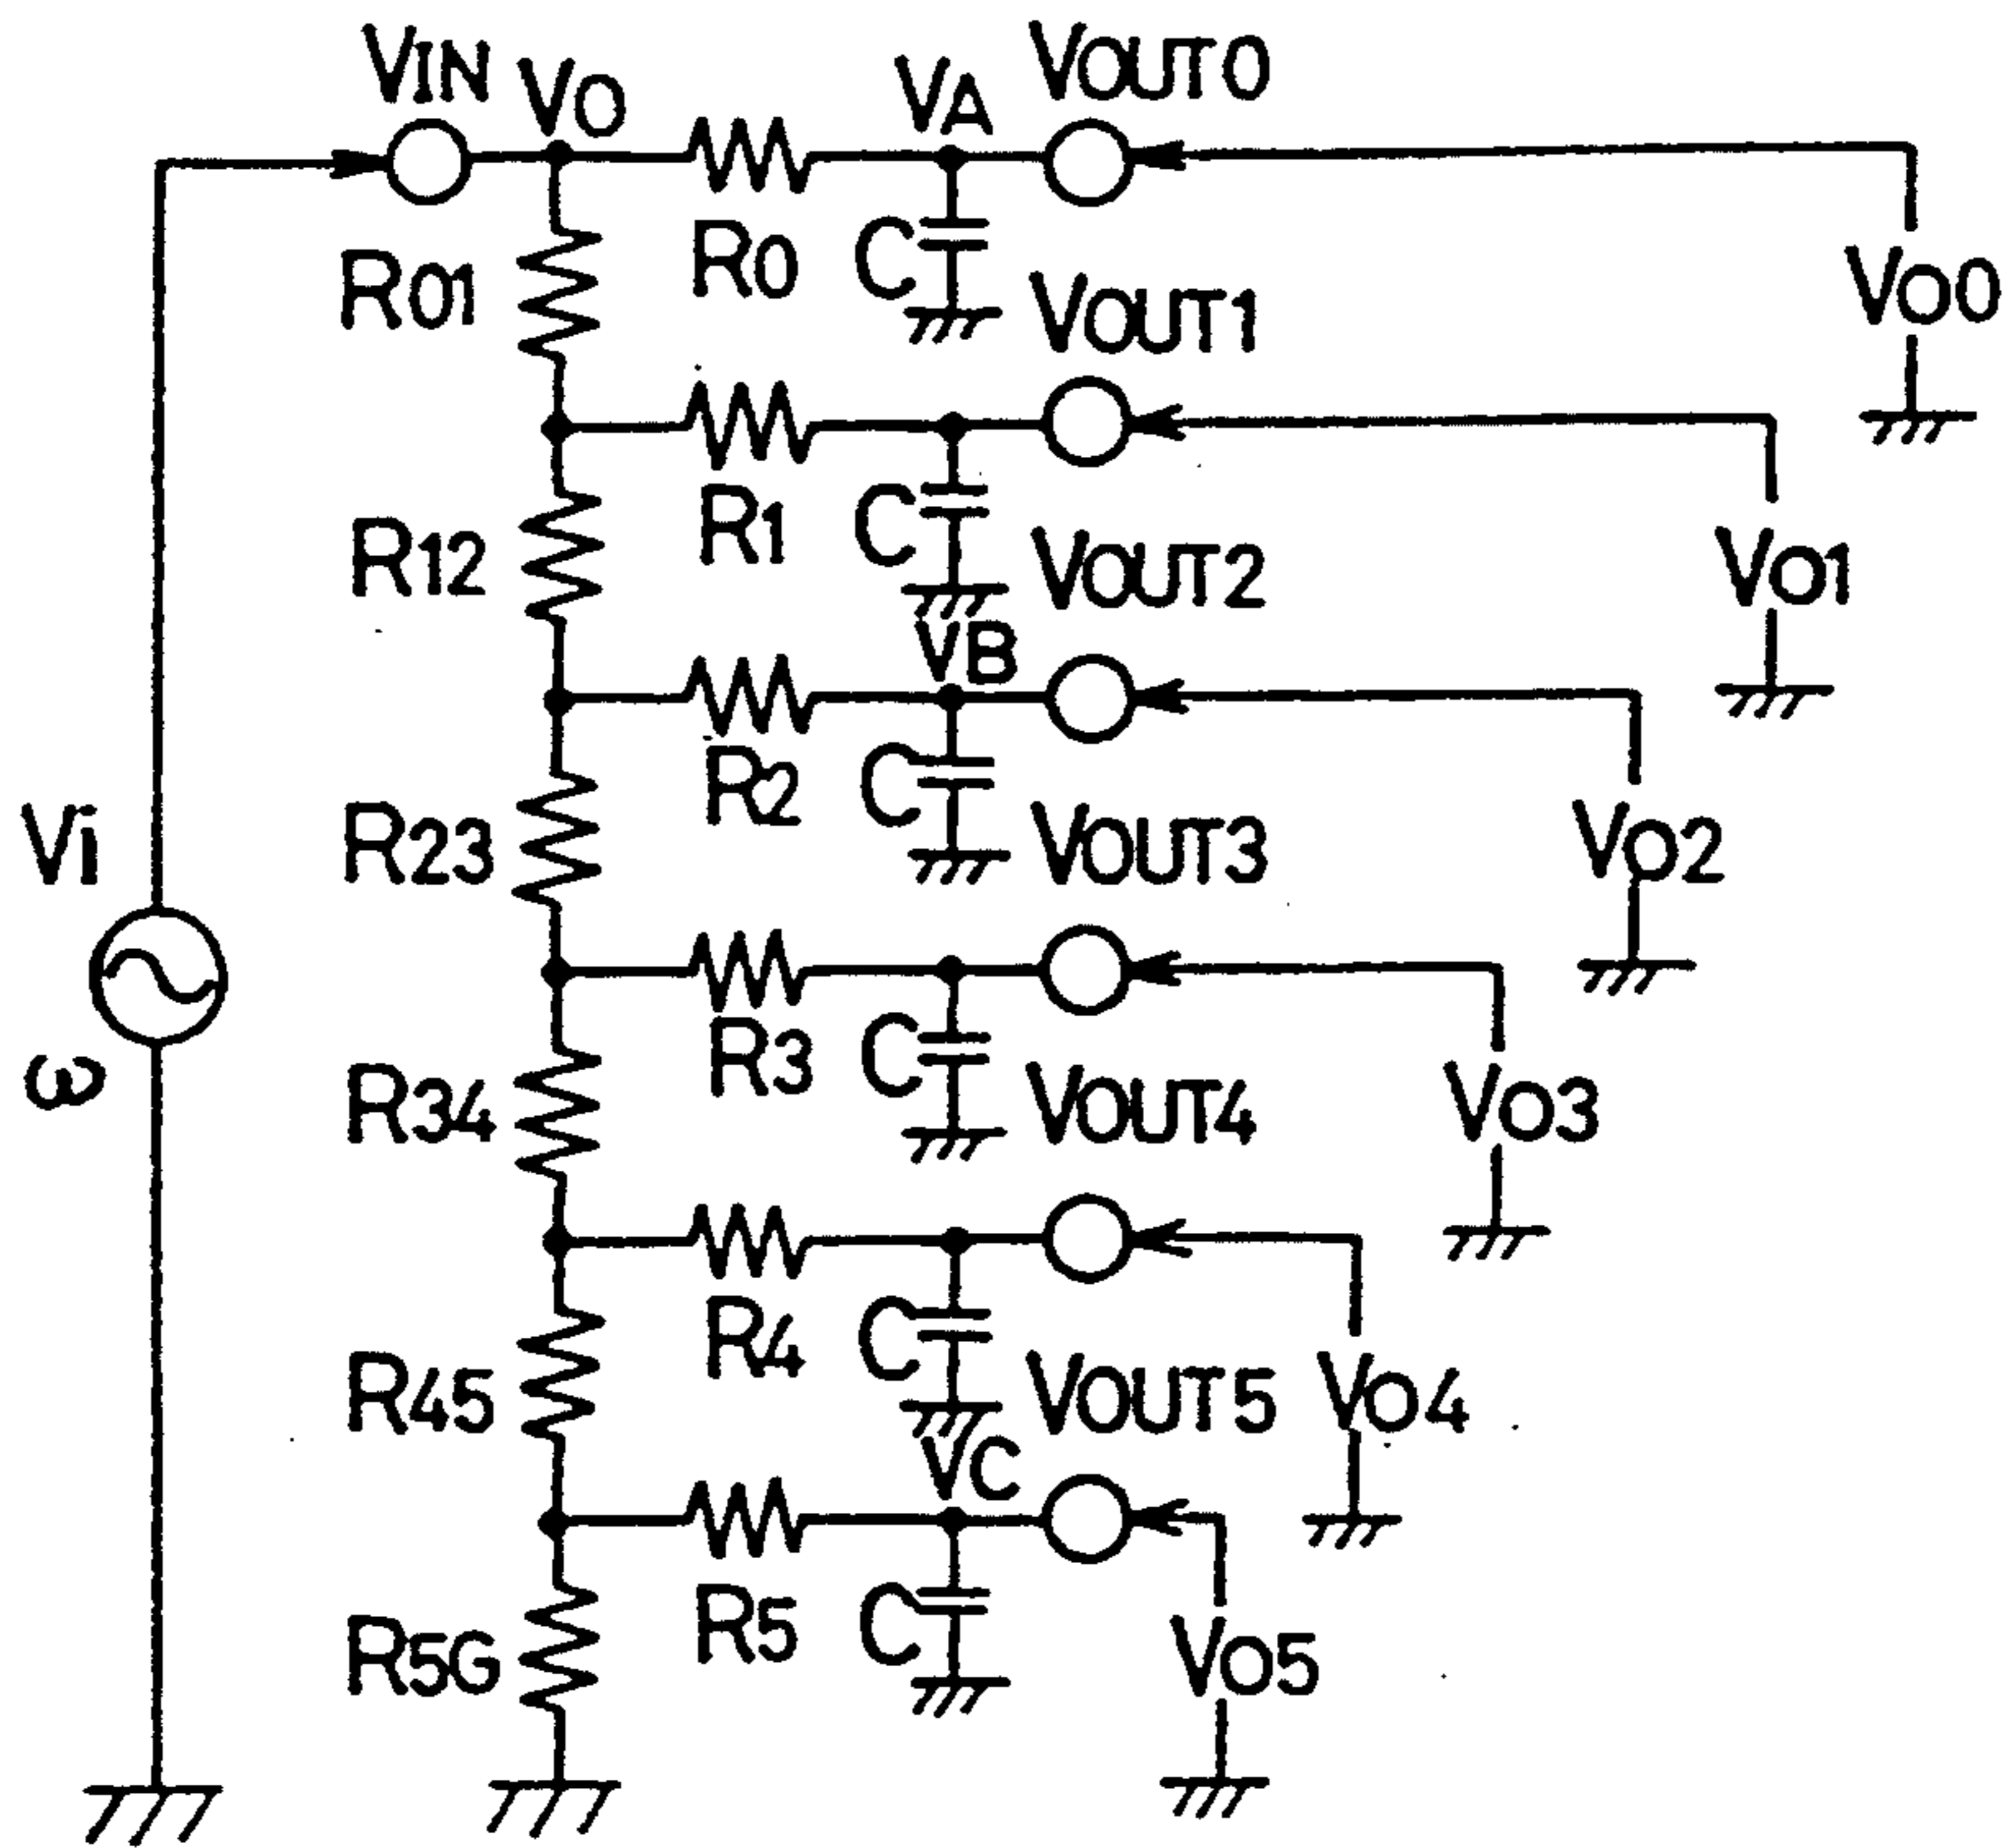 VIN
VO
VA
VOUT0
R01
R0
C
VO0
VOUT1
R12
R1
C
VO1
VOUT2
VB
R23
R2
C
VO2
VOUT3
Vi
ω
R34
R3
C
VO3
VOUT4
R45
R4
C
VO4
VOUT5
VC
R5G
R5
C
VO5